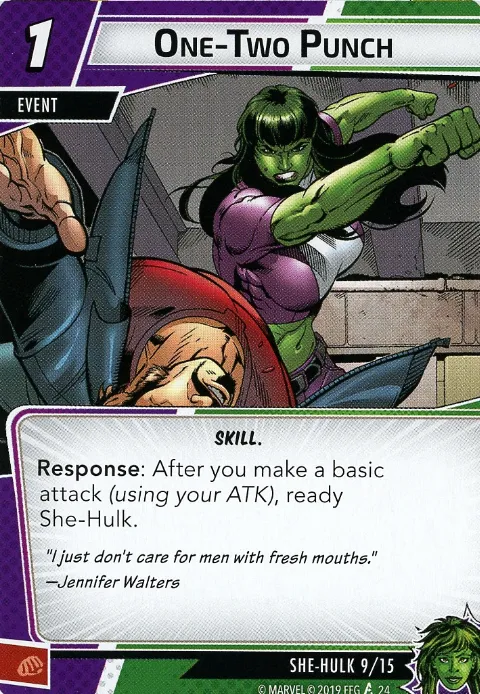 1
ONE-TWO PUNCH
EVENT
SKILL.
Response: After you make a basic
attack (using your ATK), ready
She-Hulk.
"I just don't care for men with fresh mouths."
—Jennifer Walters
SHE-HULK 9/15
© MARVEL © 2019 FFG 24